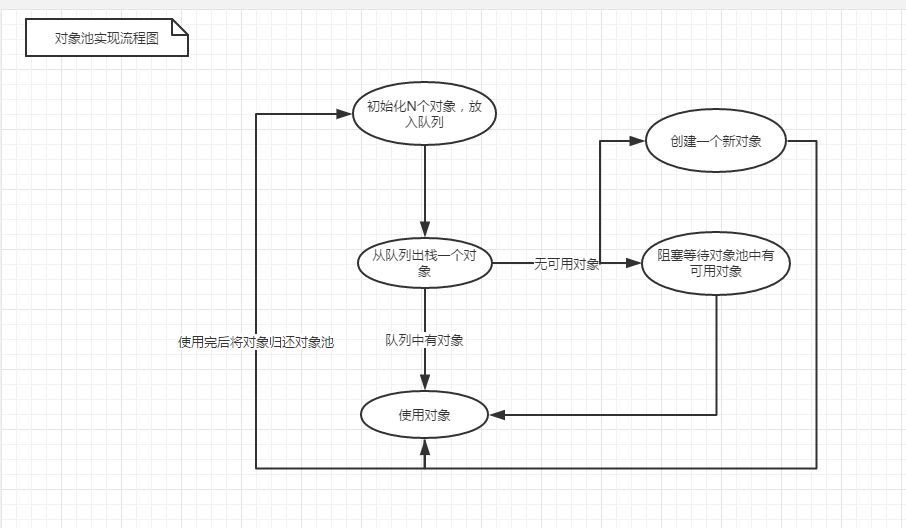 对象池实现流程图
初始化N个对象，放
入队列
创建一个新对象
从队列出栈一个对
象
无可用对象
阻塞等待对象池中有
可用对象
使用完后将对象归还对象池
队列中有对象
使用对象